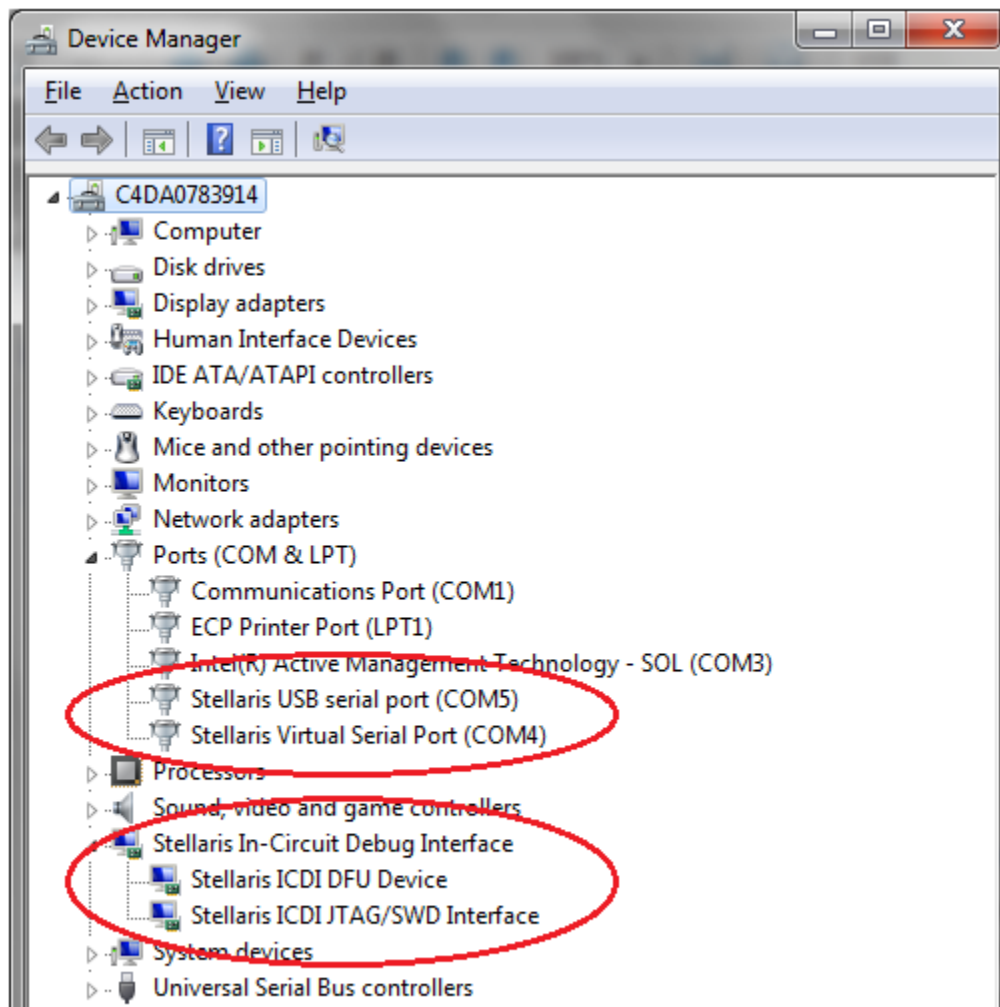 Device Manager
File Action View Help
C4DA0783914
Computer
Disk drives
Display adapters
Human Interface Devices
IDE ATA/ATAPI controllers
Keyboards
Mice and other pointing devices
Monitors
Network adapters
Ports (COM & LPT)
Communications Port (COM1)
ECP Printer Port (LPT1)
Intel(R) Active Management Technology - SOL (COM3)
Stellaris USB serial port (COM5)
Stellaris Virtual Serial Port (COM4)
Processors
Sound, video and game controllers
Stellaris In-Circuit Debug Interface
Stellaris ICDI DFU Device
Stellaris ICDI JTAG/SWD Interface
System devices
Universal Serial Bus controllers